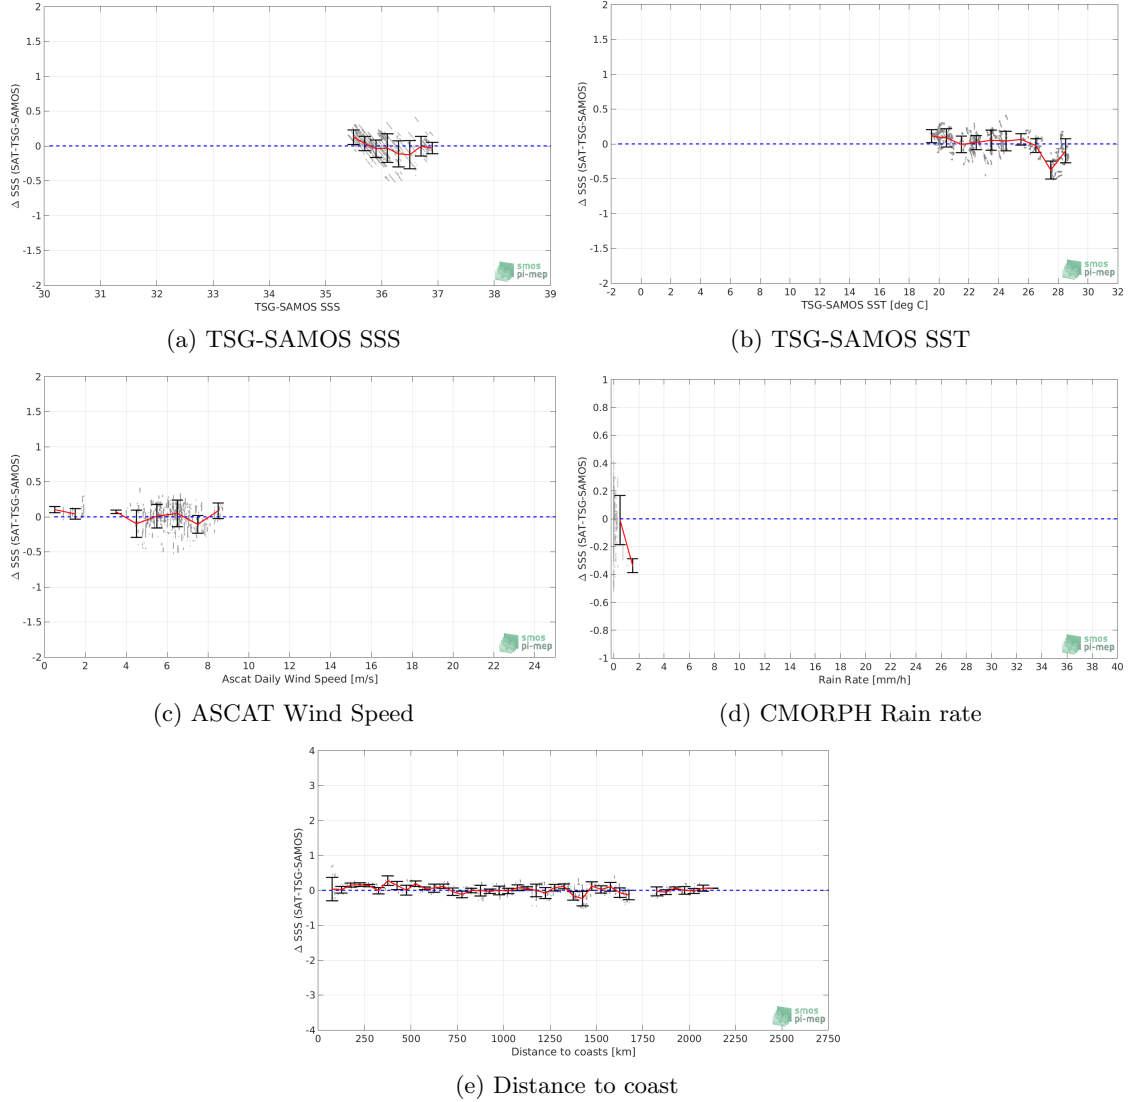 2
1.5
1
0.5
0
-0.5
-1
-1.5
-2
Δ SSS (SAT-TSG-SAMOS)
30 31 32 33 34 35 36 37 38 39
TSG-SAMOS SSS
smos
pi-mep
(a) TSG-SAMOS SSS
2
1.5
1
0.5
0
-0.5
-1
-1.5
-2
Δ SSS (SAT-TSG-SAMOS)
-2 0 2 4 6 8 10 12 14 16 18 20 22 24 26 28 30 32
TSG-SAMOS SST [deg C]
smos
pi-mep
(b) TSG-SAMOS SST
2
1.5
1
0.5
0
-0.5
-1
-1.5
-2
Δ SSS (SAT-TSG-SAMOS)
0 2 4 6 8 10 12 14 16 18 20 22 24
Ascat Daily Wind Speed [m/s]
smos
pi-mep
(c) ASCAT Wind Speed
1
0.8
0.6
0.4
0.2
0
-0.2
-0.4
-0.6
-0.8
-1
Δ SSS (SAT-TSG-SAMOS)
0 2 4 6 8 10 12 14 16 18 20 22 24 26 28 30 32 34 36 38 40
Rain Rate [mm/h]
smos
pi-mep
(d) CMORPH Rain rate
4
3
2
1
0
-1
-2
-3
-4
Δ SSS (SAT-TSG-SAMOS)
0 250 500 750 1000 1250 1500 1750 2000 2250 2500 2750
Distance to coasts [km]
smos
pi-mep
(e) Distance to coast